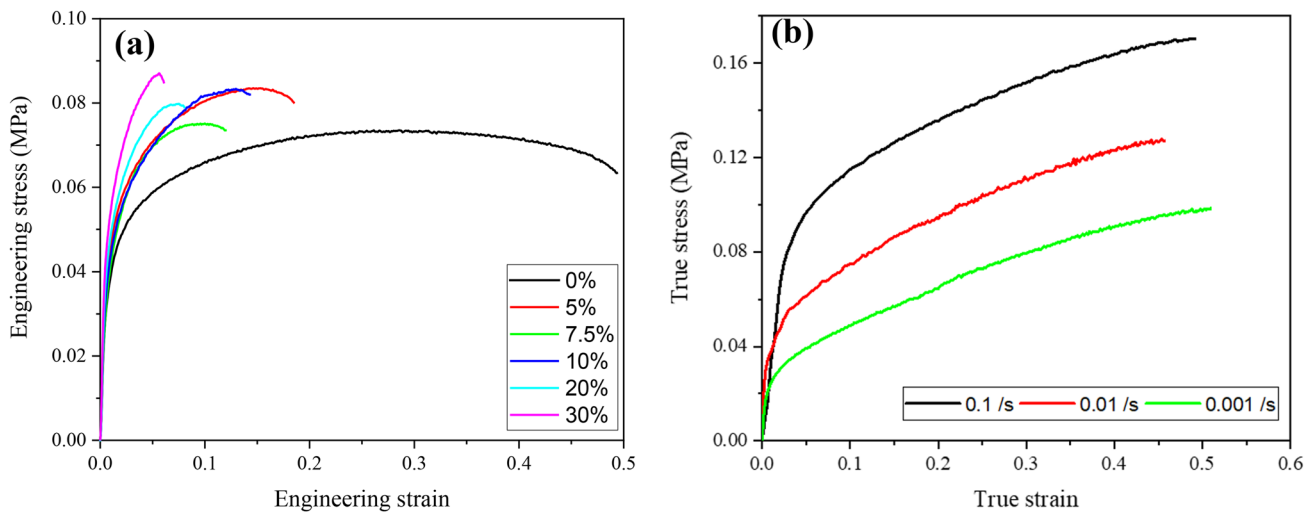 (a)
Engineering stress (MPa)
0.10
0.08
0.06
0.04
0.02
0.00
0%
5%
7.5%
10%
20%
30%
0.0 0.1 0.2 0.3 0.4 0.5
Engineering strain
(b)
True stress (MPa)
0.16
0.12
0.08
0.04
0.00
0.1 /s 0.01 /s 0.001 /s
0.0 0.1 0.2 0.3 0.4 0.5 0.6
True strain